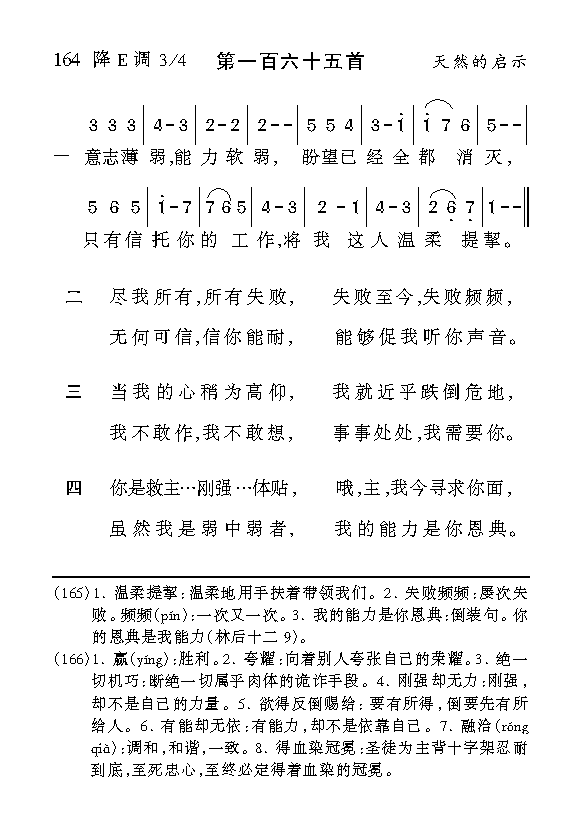 164 降E调 3/4 第一百六十五首 天然的启示
3 3 3 | 4 - 3 | 2 - 2 | 2 - - | 5 5 4 | 3 - 1̇ | 1̇ 7 6 | 5 - - |
一 意志薄弱,能力软弱, 盼望已经全都消灭,
5 6 5 | 1̇ - 7 | 7 6 5 | 4 - 3 | 2 - 1 | 4 - 3 | 2 6̣ 7̣ | 1 - - ‖
只有信托你的工作,将我这人温柔提挈。
二 尽我所有,所有失败, 失败至今,失败频频,
无何可信,信你能耐, 能够促我听你声音。
三 当我的心稍为高仰, 我就近乎跌倒危地,
我不敢作,我不敢想, 事事处处,我需要你。
四 你是救主…刚强…体贴, 哦,主,我今寻求你面,
虽然我是弱中弱者, 我的能力是你恩典。
(165)1. 温柔提挈:温柔地用手扶着带领我们。2. 失败频频:屡次失
败。频频(pín):一次又一次。3. 我的能力是你恩典:倒装句。你
的恩典是我能力(林后十二 9)。
(166)1. 赢(yíng):胜利。2. 夸耀:向着别人夸张自己的荣耀。3. 绝一
切机巧:断绝一切属乎肉体的诡诈手段。4. 刚强却无力:刚强,
却不是自己的力量。5. 欲得反倒赐给:要有所得,倒要先有所
给人。6. 有能却无依:有能力,却不是依靠自己。7. 融洽(róng
qià):调和,和谐,一致。8. 得血染冠冕:圣徒为主背十字架忍耐
到底,至死忠心,至终必定得着血染的冠冕。